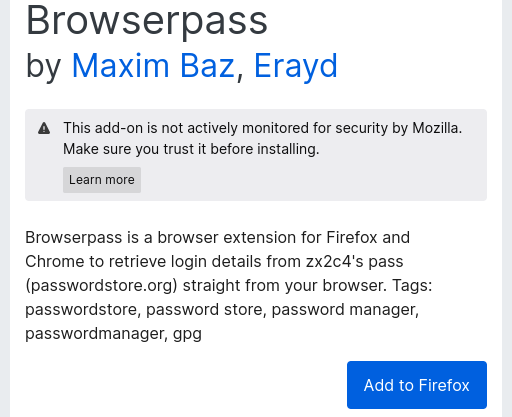 Browserpass
by Maxim Baz, Erayd
This add-on is not actively monitored for security by Mozilla.
Make sure you trust it before installing.
Learn more
Browserpass is a browser extension for Firefox and
Chrome to retrieve login details from zx2c4's pass
(passwordstore.org) straight from your browser. Tags:
passwordstore, password store, password manager,
passwordmanager, gpg
Add to Firefox